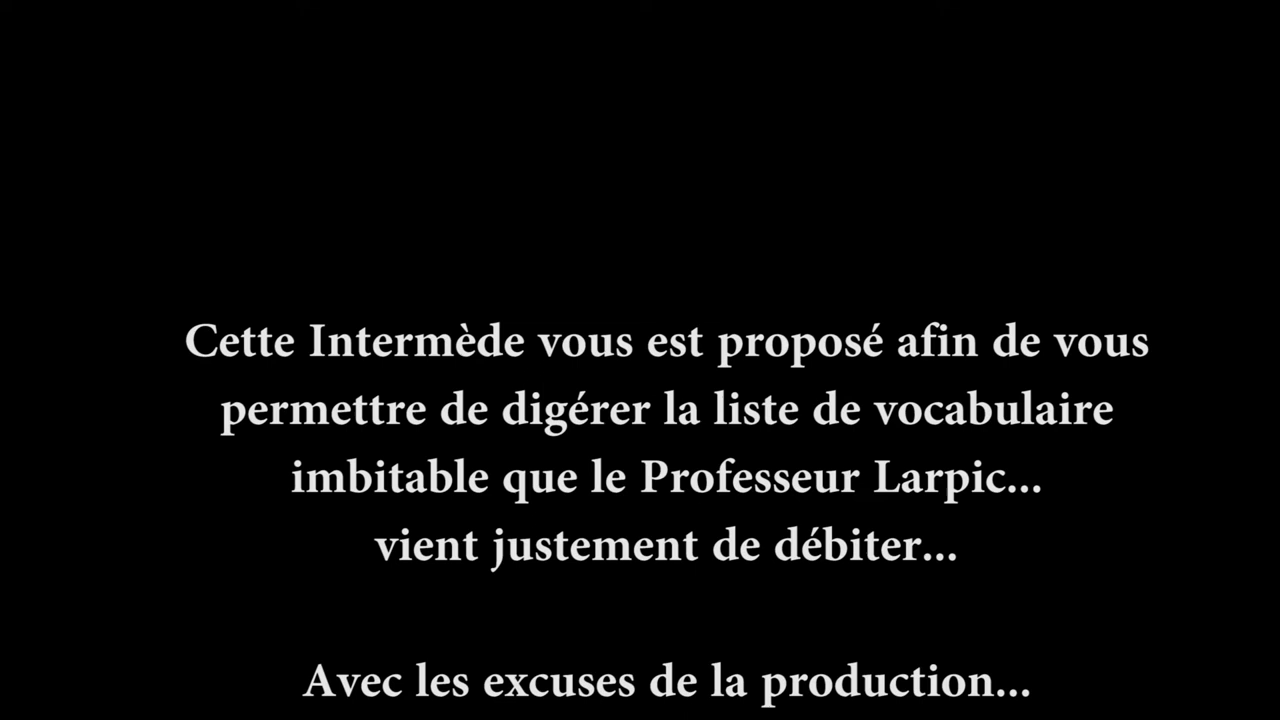 Cette Intermède vous est proposé afin de vous
permettre de digérer la liste de vocabulaire
imbitable que le Professeur Larpic...
vient justement de débiter...
Avec les excuses de la production...